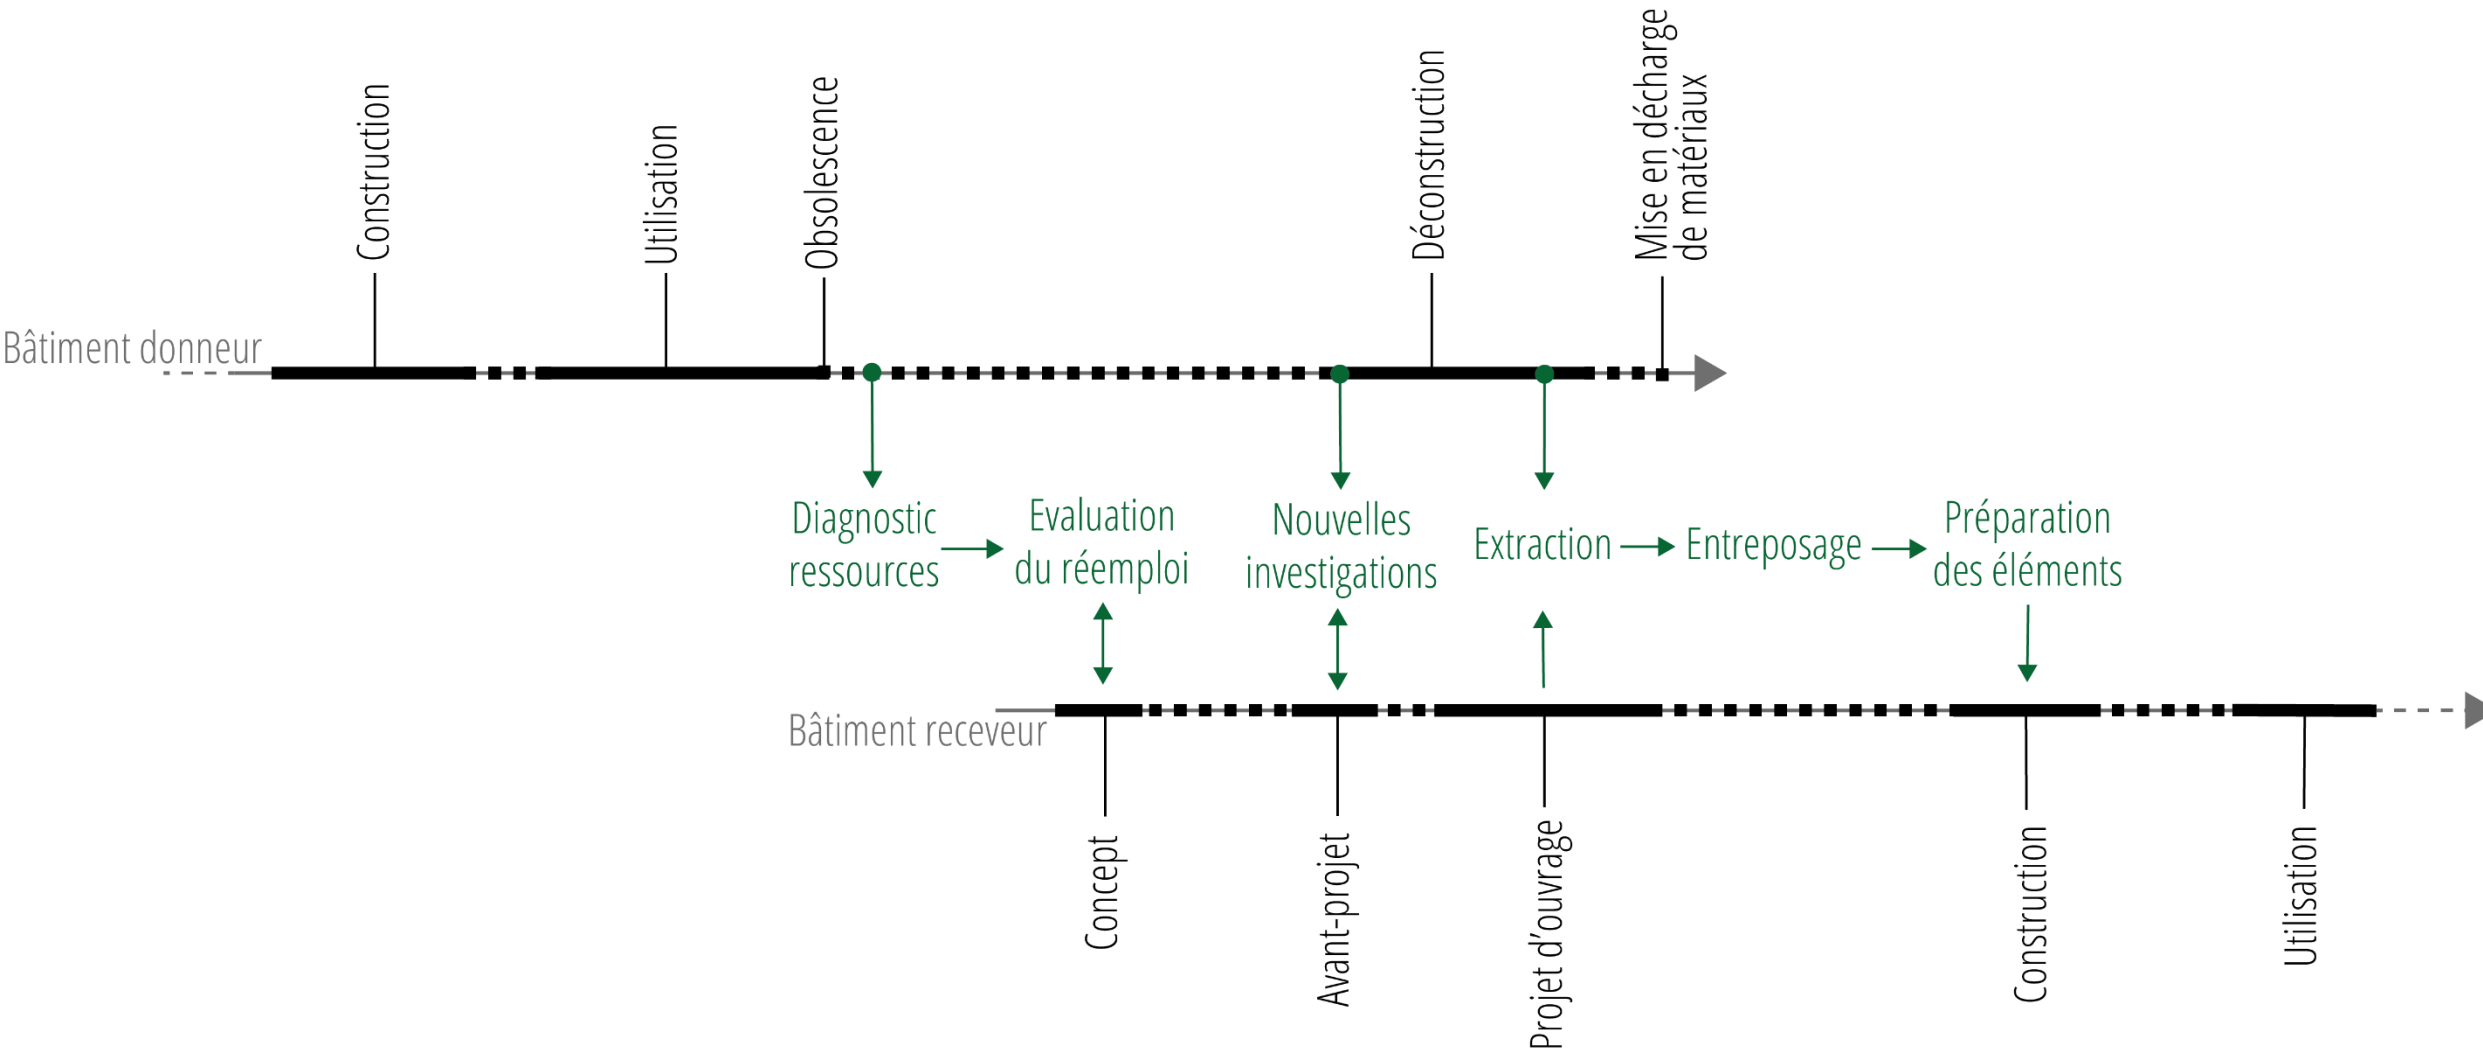 Construction
Utilisation
Obsolescence
Déconstruction
Mise en décharge
de matériaux
Bâtiment donneur
Diagnostic
ressources
Evaluation
du réemploi
Nouvelles
investigations
Extraction
Entreposage
Préparation
des éléments
Bâtiment receveur
Concept
Avant-projet
Projet d’ouvrage
Construction
Utilisation